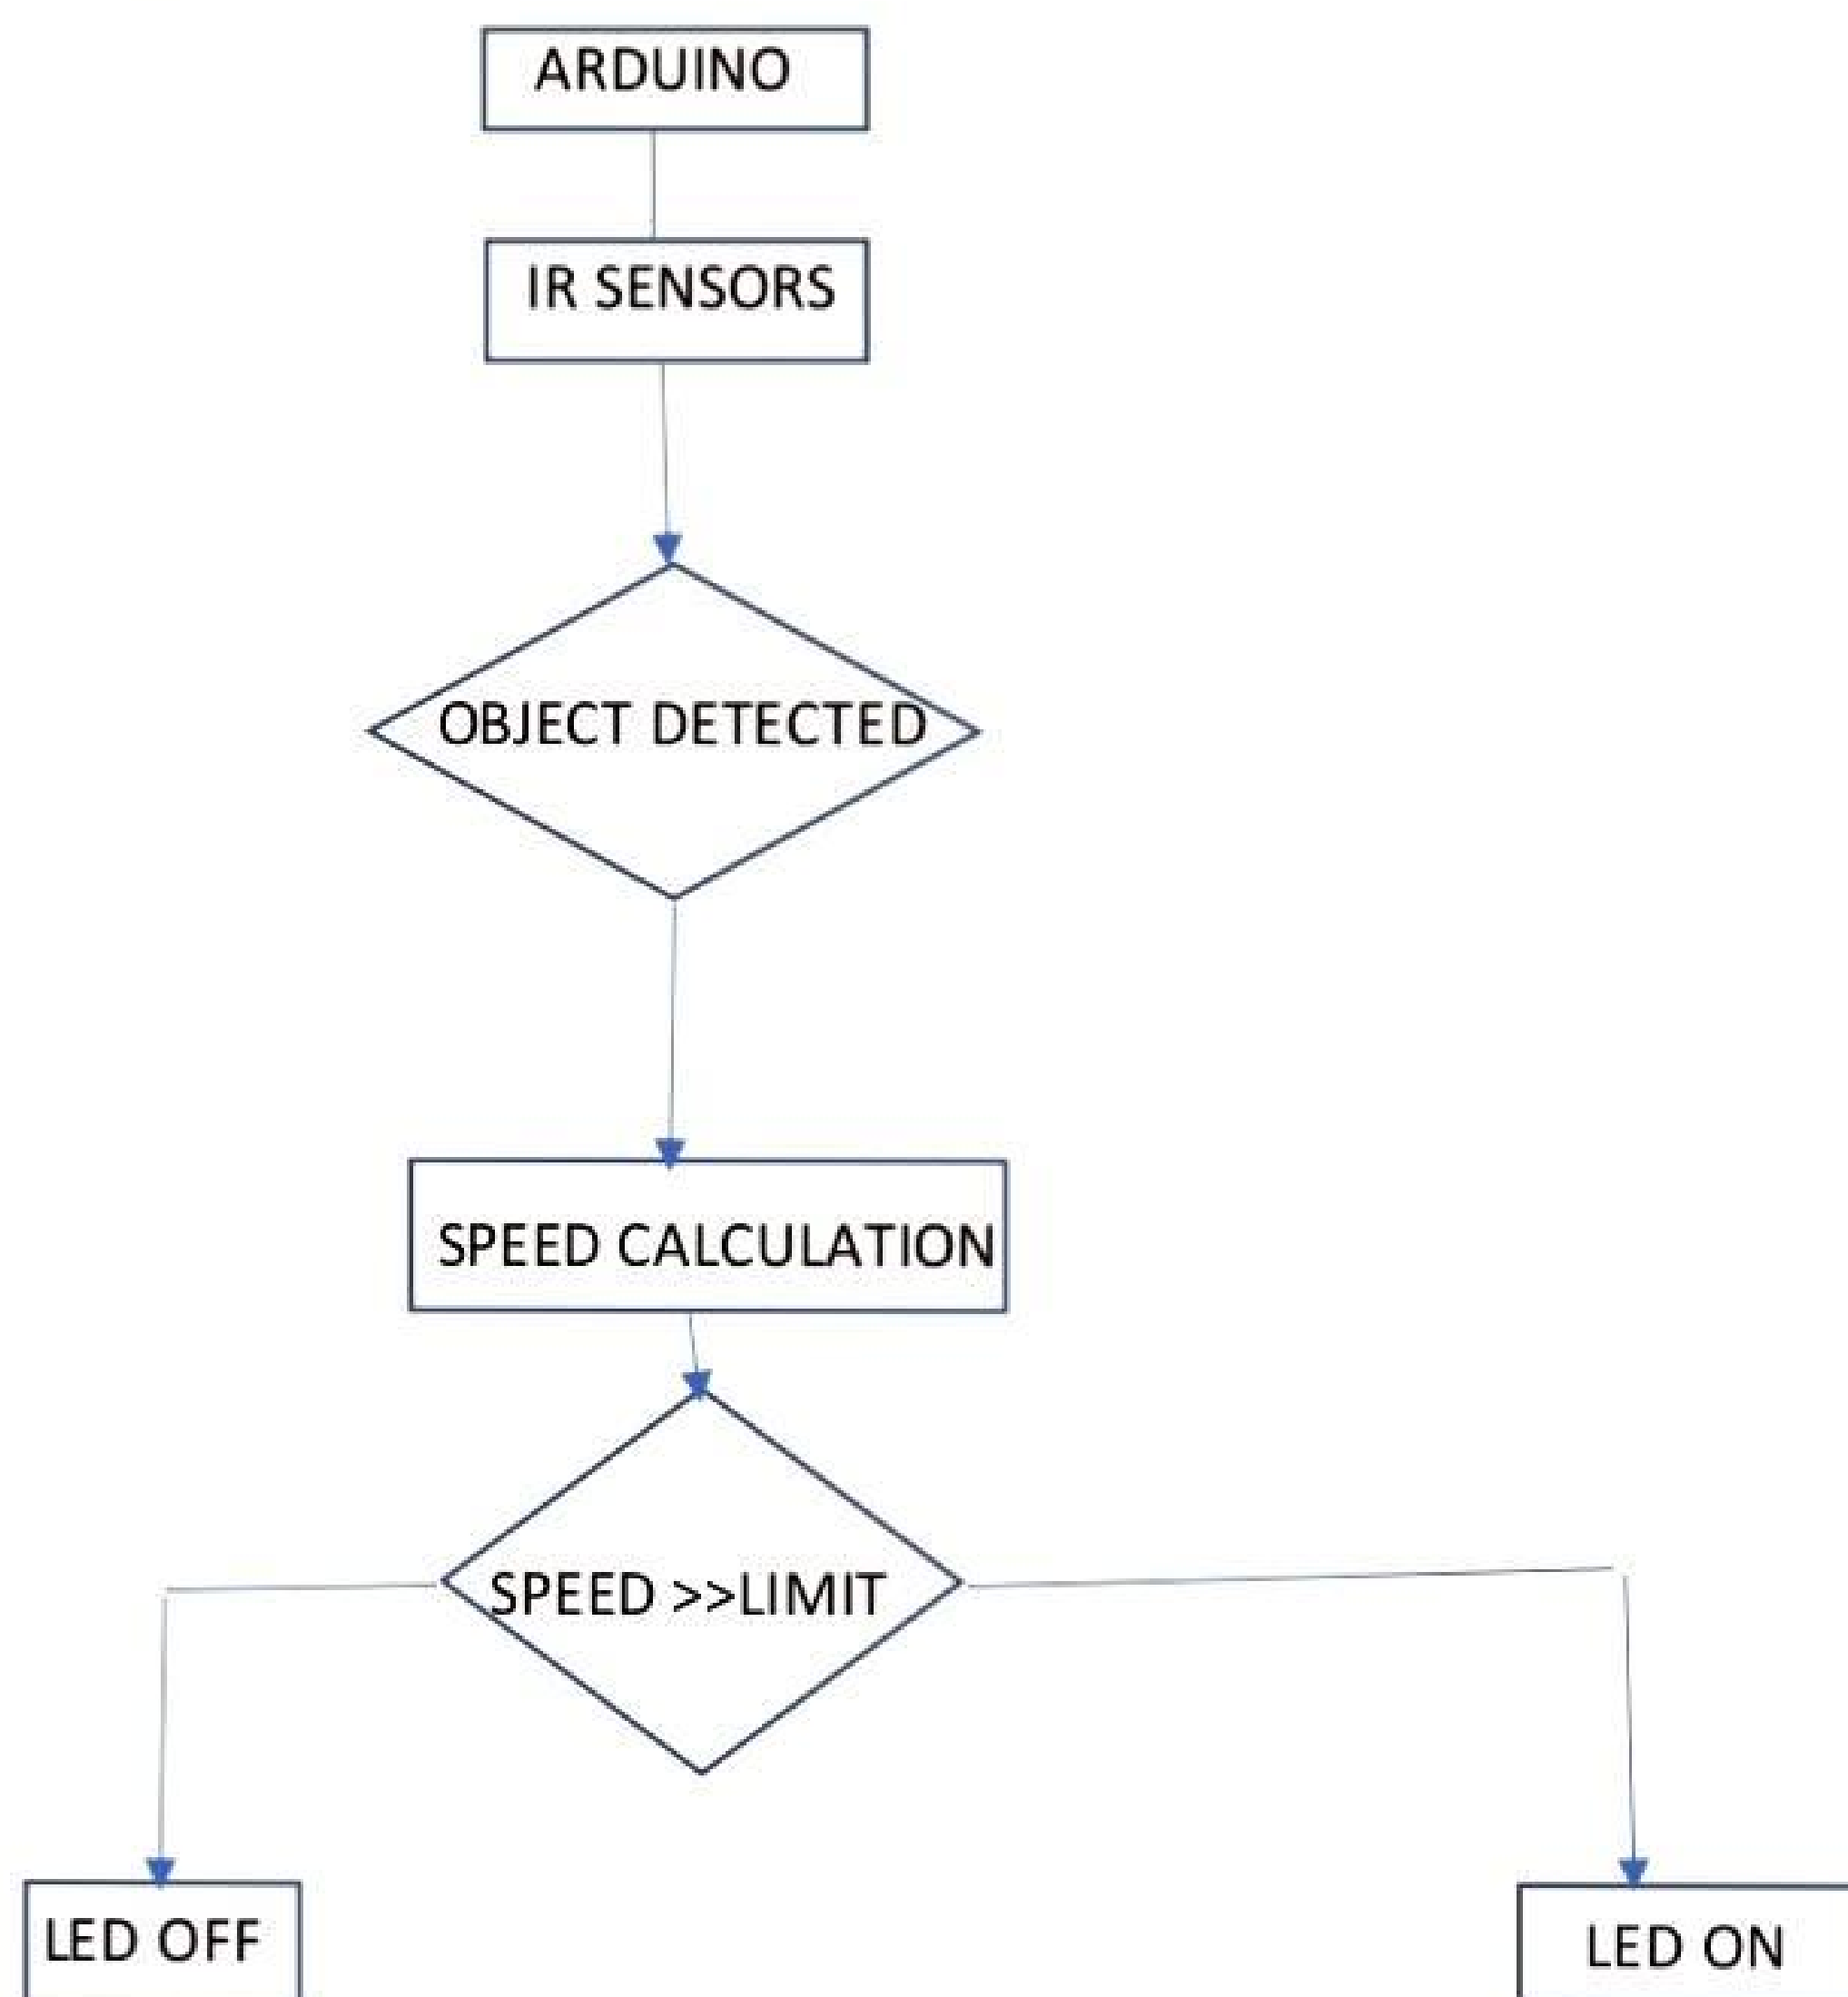 ARDUINO
IR SENSORS
OBJECT DETECTED
SPEED CALCULATION
SPEED >>LIMIT
LED OFF
LED ON